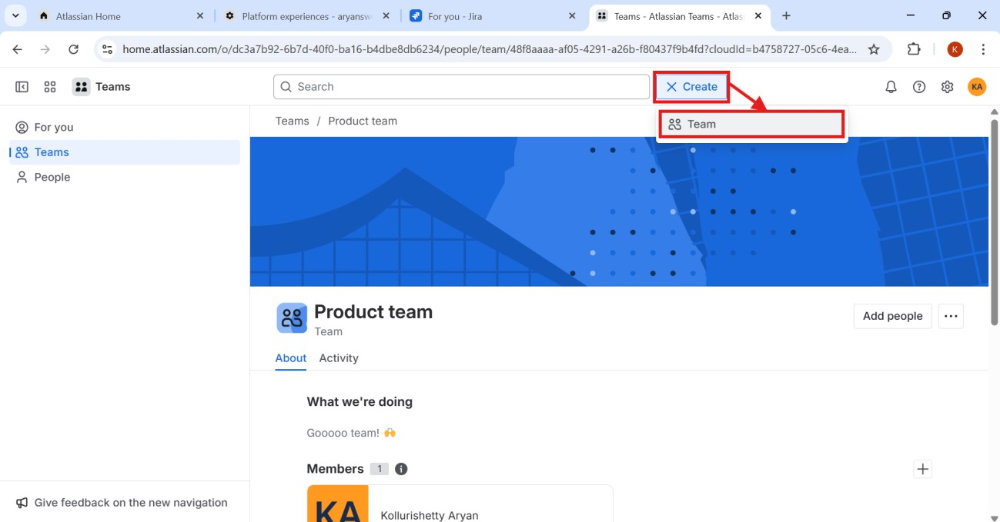 Atlassian Home
Platform experiences - aryansw
For you - Jira
Teams - Atlassian Teams - Atlas
home.atlassian.com/o/dc3a7b92-6b7d-40f0-ba16-b4dbe8db6234/people/team/48f8aaaa-af05-4291-a26b-f80437f9b4fd?cloudId=b4758727-05c6-4ea...
K
Teams
Search
Create
KA
For you
Teams
People
Teams / Product team
Team
Product team
Team
Add people
About
Activity
What we're doing
Gooooo team! 🙌
Members 1
KA
Kollurishetty Aryan
Give feedback on the new navigation